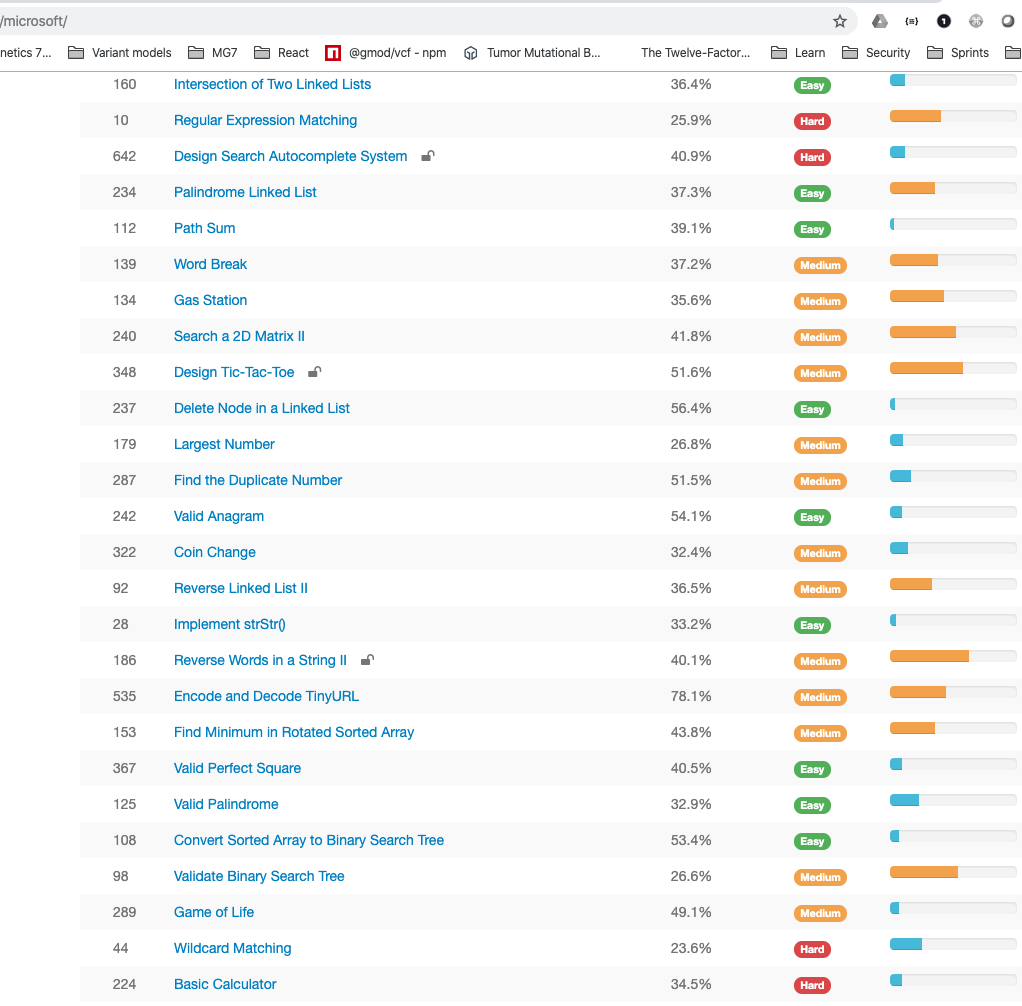 /microsoft/
netics 7... Variant models MG7 React @gmod/vcf - npm Tumor Mutational B... The Twelve-Factor... Learn Security Sprints
160 Intersection of Two Linked Lists 36.4% Easy
10 Regular Expression Matching 25.9% Hard
642 Design Search Autocomplete System 40.9% Hard
234 Palindrome Linked List 37.3% Easy
112 Path Sum 39.1% Easy
139 Word Break 37.2% Medium
134 Gas Station 35.6% Medium
240 Search a 2D Matrix II 41.8% Medium
348 Design Tic-Tac-Toe 51.6% Medium
237 Delete Node in a Linked List 56.4% Easy
179 Largest Number 26.8% Medium
287 Find the Duplicate Number 51.5% Medium
242 Valid Anagram 54.1% Easy
322 Coin Change 32.4% Medium
92 Reverse Linked List II 36.5% Medium
28 Implement strStr() 33.2% Easy
186 Reverse Words in a String II 40.1% Medium
535 Encode and Decode TinyURL 78.1% Medium
153 Find Minimum in Rotated Sorted Array 43.8% Medium
367 Valid Perfect Square 40.5% Easy
125 Valid Palindrome 32.9% Easy
108 Convert Sorted Array to Binary Search Tree 53.4% Easy
98 Validate Binary Search Tree 26.6% Medium
289 Game of Life 49.1% Medium
44 Wildcard Matching 23.6% Hard
224 Basic Calculator 34.5% Hard